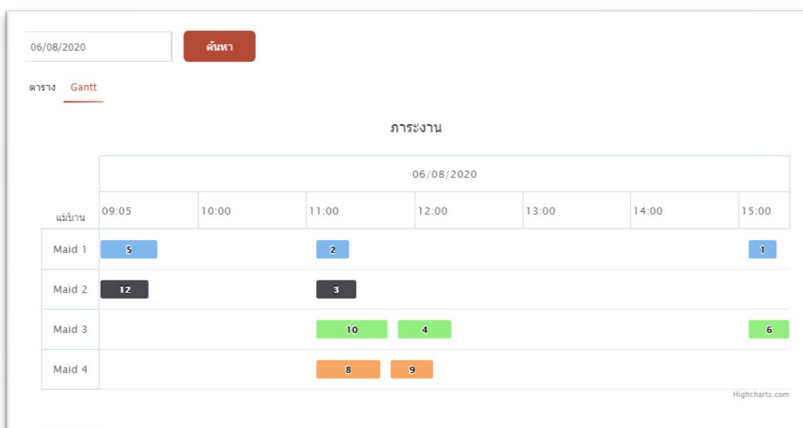 06/08/2020 ค้นหา
ตาราง Gantt
ภาระงาน
06/08/2020
แม่บ้าน 09:05 10:00 11:00 12:00 13:00 14:00 15:00
Maid 1 5 2 1
Maid 2 12 3
Maid 3 10 4 6
Maid 4 8 9
Highcharts.com